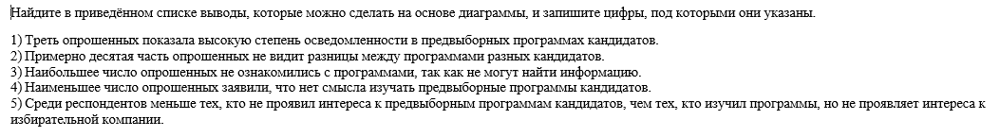 Найдите в приведённом списке выводы, которые можно сделать на основе диаграммы, и запишите цифры, под которыми они указаны.
1) Треть опрошенных показала высокую степень осведомленности в предвыборных программах кандидатов.
2) Примерно десятая часть опрошенных не видит разницы между программами разных кандидатов.
3) Наибольшее число опрошенных не ознакомились с программами, так как не могут найти информацию.
4) Наименьшее число опрошенных заявили, что нет смысла изучать предвыборные программы кандидатов.
5) Среди респондентов меньше тех, кто не проявил интереса к предвыборным программам кандидатов, чем тех, кто изучил программы, но не проявляет интереса к
избирательной компании.